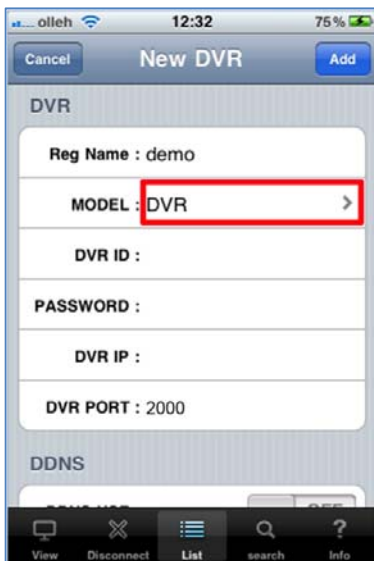 olleh 12:32 75%
Cancel New DVR Add
DVR
Reg Name : demo
MODEL : DVR
DVR ID :
PASSWORD :
DVR IP :
DVR PORT : 2000
DDNS
View Disconnect List search Info
?